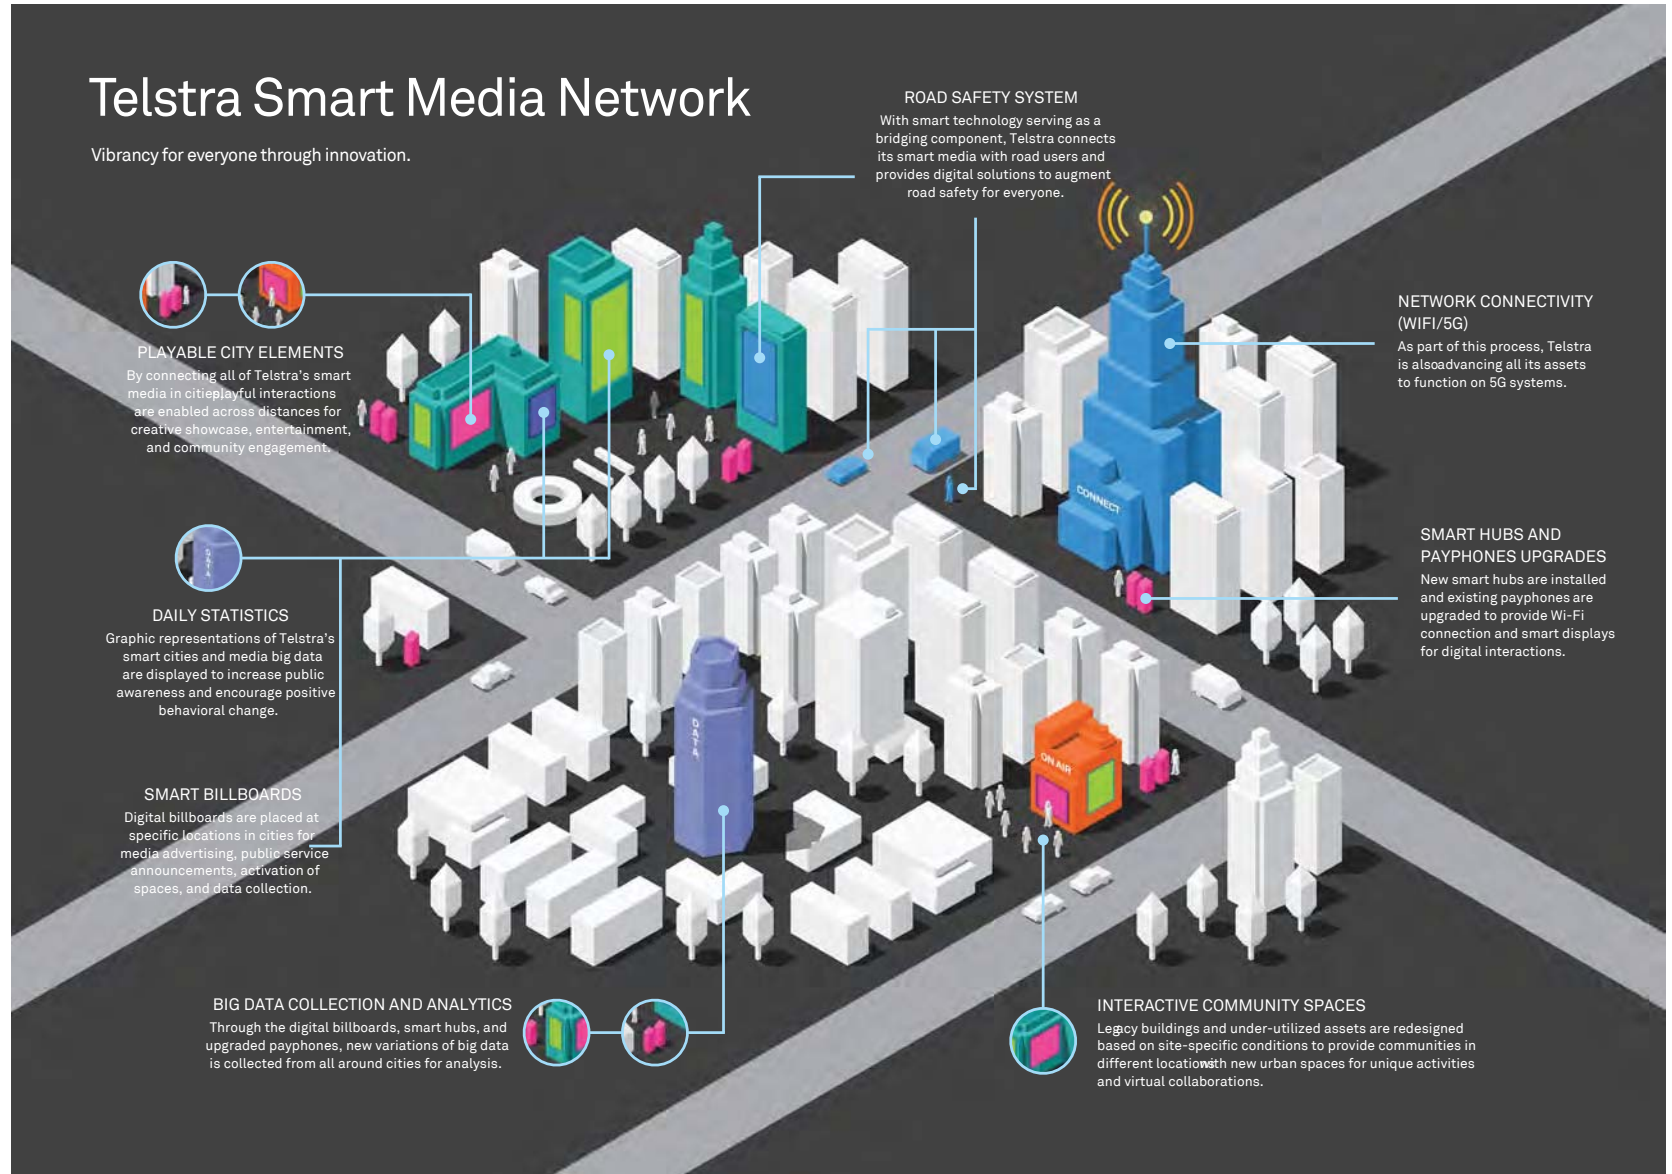 Telstra Smart Media Network
Vibrancy for everyone through innovation.
ROAD SAFETY SYSTEM
With smart technology serving as a
bridging component, Telstra connects
its smart media with road users and
provides digital solutions to augment
road safety for everyone.
NETWORK CONNECTIVITY
(WIFI/5G)
As part of this process, Telstra
is alsoadvancing all its assets
to function on 5G systems.
PLAYABLE CITY ELEMENTS
By connecting all of Telstra's smart
media in cities,playful interactions
are enabled across distances for
creative showcase, entertainment,
and community engagement.
CONNECT
SMART HUBS AND
PAYPHONES UPGRADES
New smart hubs are installed
and existing payphones are
upgraded to provide Wi-Fi
connection and smart displays
for digital interactions.
DATA
DAILY STATISTICS
Graphic representations of Telstra's
smart cities and media big data
are displayed to increase public
awareness and encourage positive
behavioral change.
DATA
ON AIR
SMART BILLBOARDS
Digital billboards are placed at
specific locations in cities for
media advertising, public service
announcements, activation of
spaces, and data collection.
BIG DATA COLLECTION AND ANALYTICS
Through the digital billboards, smart hubs, and
upgraded payphones, new variations of big data
is collected from all around cities for analysis.
INTERACTIVE COMMUNITY SPACES
Legacy buildings and under-utilized assets are redesigned
based on site-specific conditions to provide communities in
different locationswith new urban spaces for unique activities
and virtual collaborations.